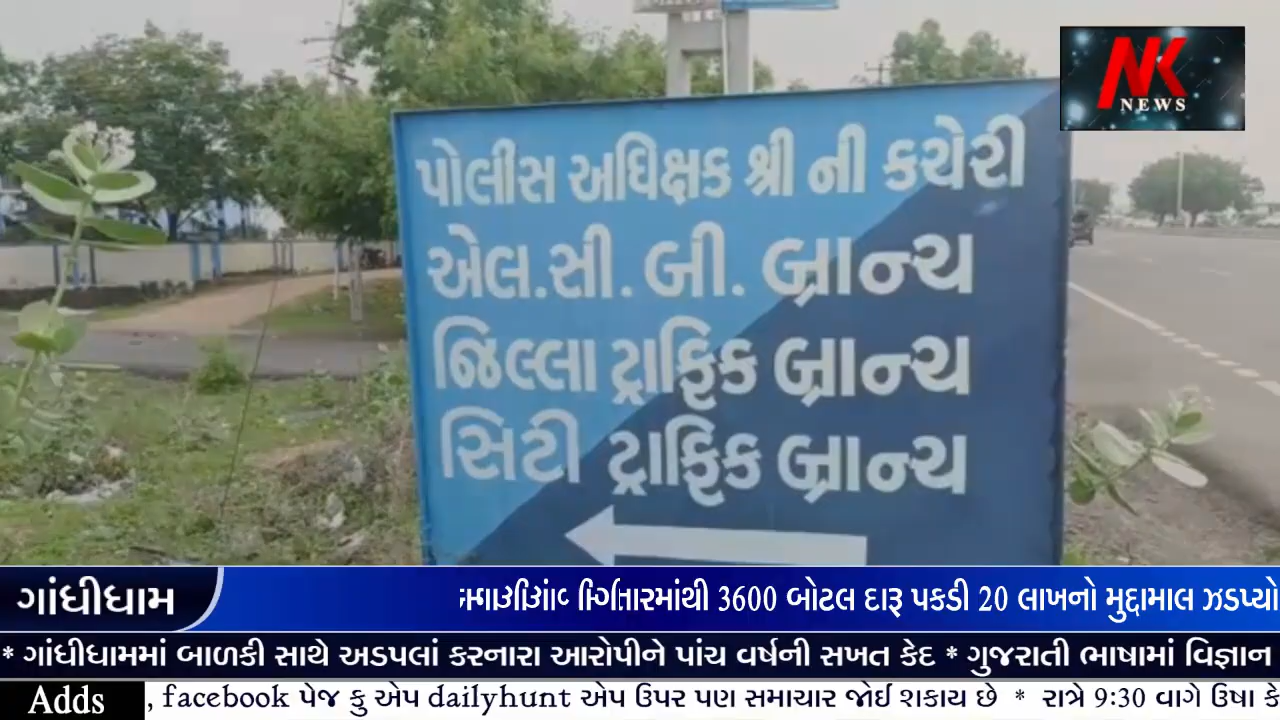 NK
NEWS
પોલીસ અધિક્ષક શ્રી ની કચેરી
એલ.સી. બી. બ્રાન્ચ
જિલ્લા ટ્રાફિક બ્રાન્ચ
સિટી ટ્રાફિક બ્રાન્ચ
ગાંધીધામ
3600 બોટલ દારૂ પકડી 20 લાખનો મુદ્દામાલ ઝડપ્યો
* ગાંધીધામમાં બાળકી સાથે અડપલાં કરનારા આરોપીને પાંચ વર્ષની સખત કેદ * ગુજરાતી ભાષામાં વિજ્ઞાન
Adds , facebook પેજ કુ એપ dailyhunt એપ ઉપર પણ સમાચાર જોઈ શકાય છે * રાત્રે 9:30 વાગે ઉષા કે